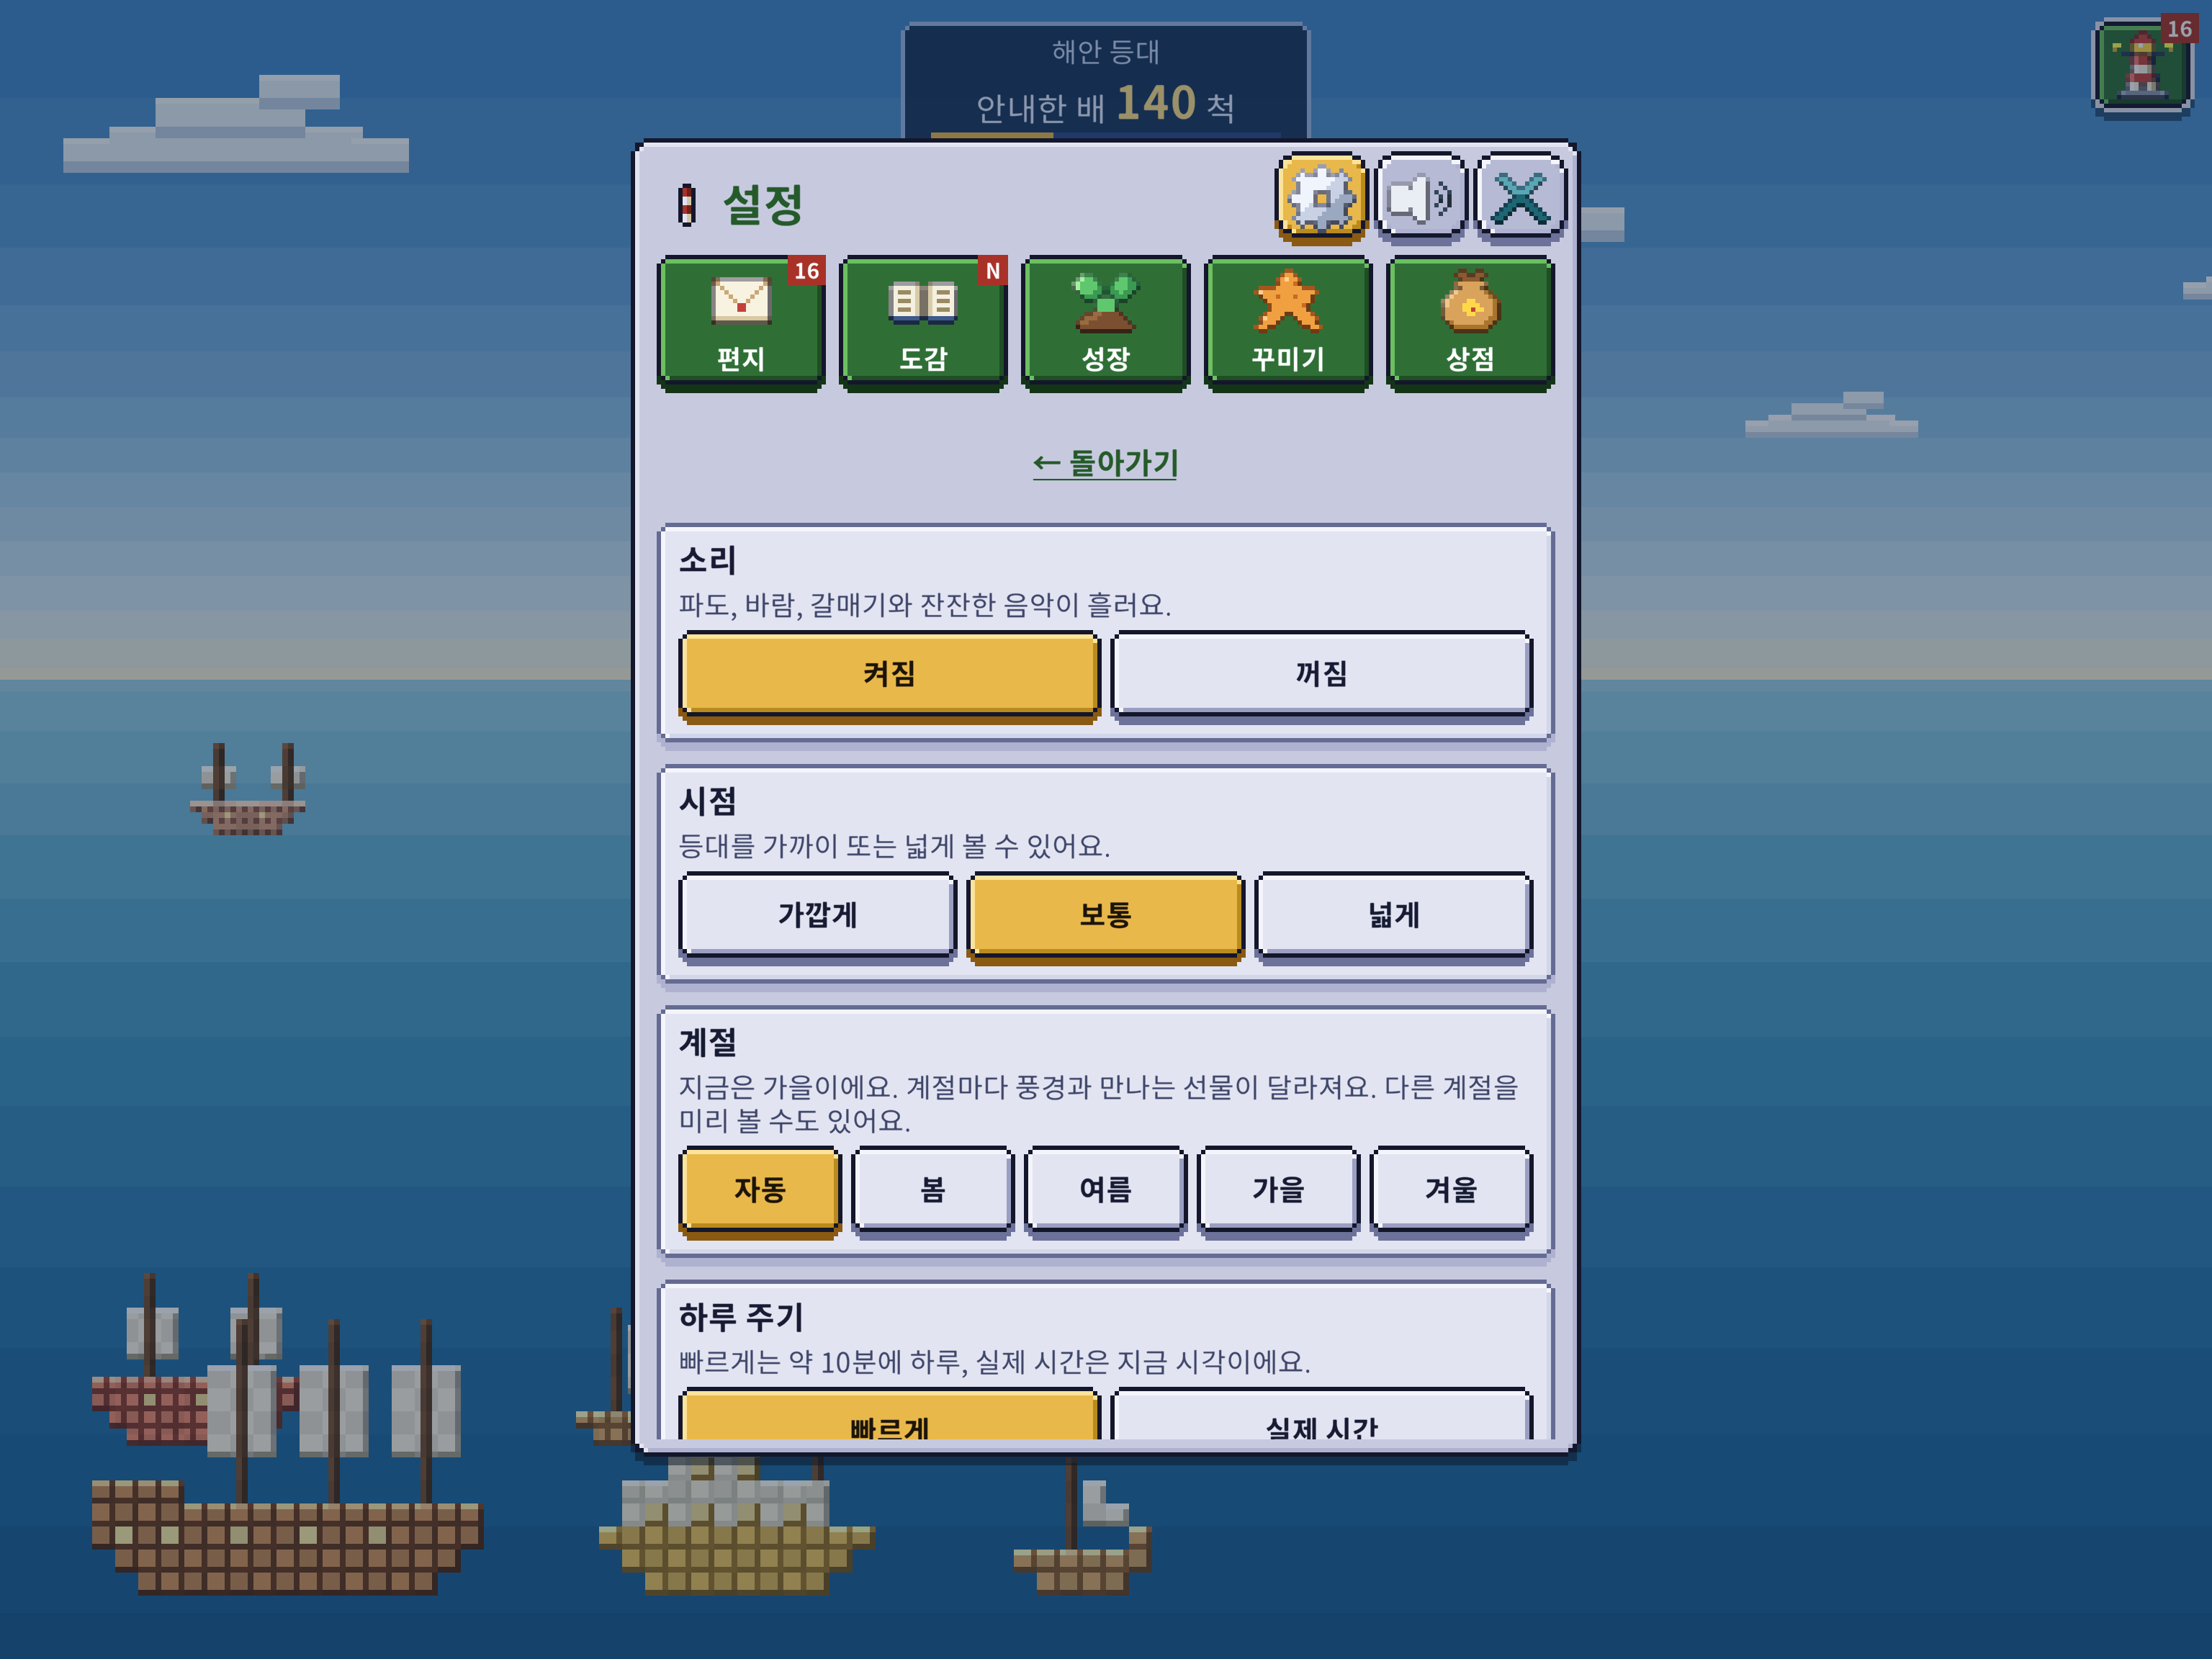 해안 등대
안내한 배 140 척
16
설정
16
편지
N
도감
성장
꾸미기
상점
← 돌아가기
소리
파도, 바람, 갈매기와 잔잔한 음악이 흘러요.
켜짐
꺼짐
시점
등대를 가까이 또는 넓게 볼 수 있어요.
가깝게
보통
넓게
계절
지금은 가을이에요. 계절마다 풍경과 만나는 선물이 달라져요. 다른 계절을
미리 볼 수도 있어요.
자동
봄
여름
가을
겨울
하루 주기
빠르게는 약 10분에 하루, 실제 시간은 지금 시각이에요.
빠르게
실제 시간